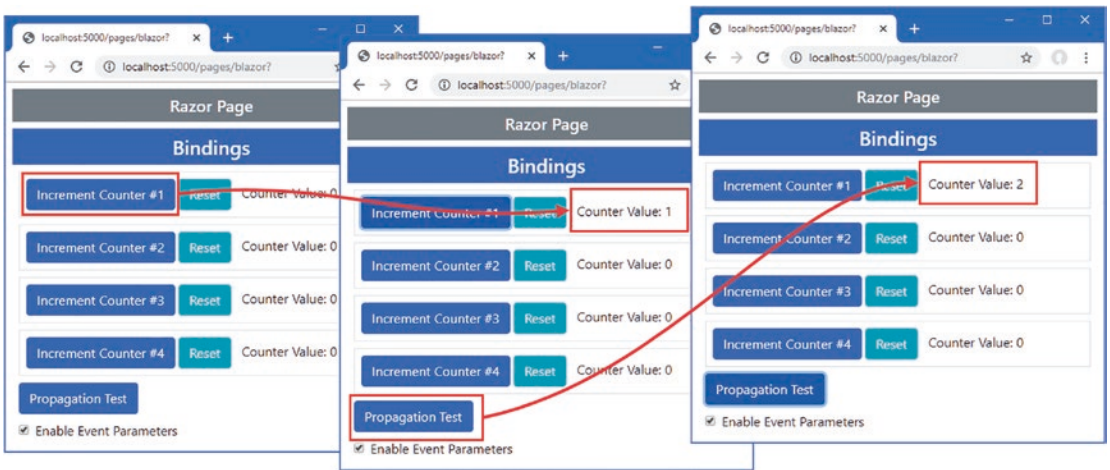 localhost:5000/pages/blazor?
localhost:5000/pages/blazor?
Razor Page
Bindings
Increment Counter #1 Reset Counter Value: 0
Increment Counter #2 Reset Counter Value: 0
Increment Counter #3 Reset Counter Value: 0
Increment Counter #4 Reset Counter Value: 0
Propagation Test
Enable Event Parameters
localhost:5000/pages/blazor?
localhost:5000/pages/blazor?
Razor Page
Bindings
Increment Counter #1 Reset Counter Value: 1
Increment Counter #2 Reset Counter Value: 0
Increment Counter #3 Reset Counter Value: 0
Increment Counter #4 Reset Counter Value: 0
Propagation Test
Enable Event Parameters
localhost:5000/pages/blazor?
localhost:5000/pages/blazor?
Razor Page
Bindings
Increment Counter #1 Reset Counter Value: 2
Increment Counter #2 Reset Counter Value: 0
Increment Counter #3 Reset Counter Value: 0
Increment Counter #4 Reset Counter Value: 0
Propagation Test
Enable Event Parameters